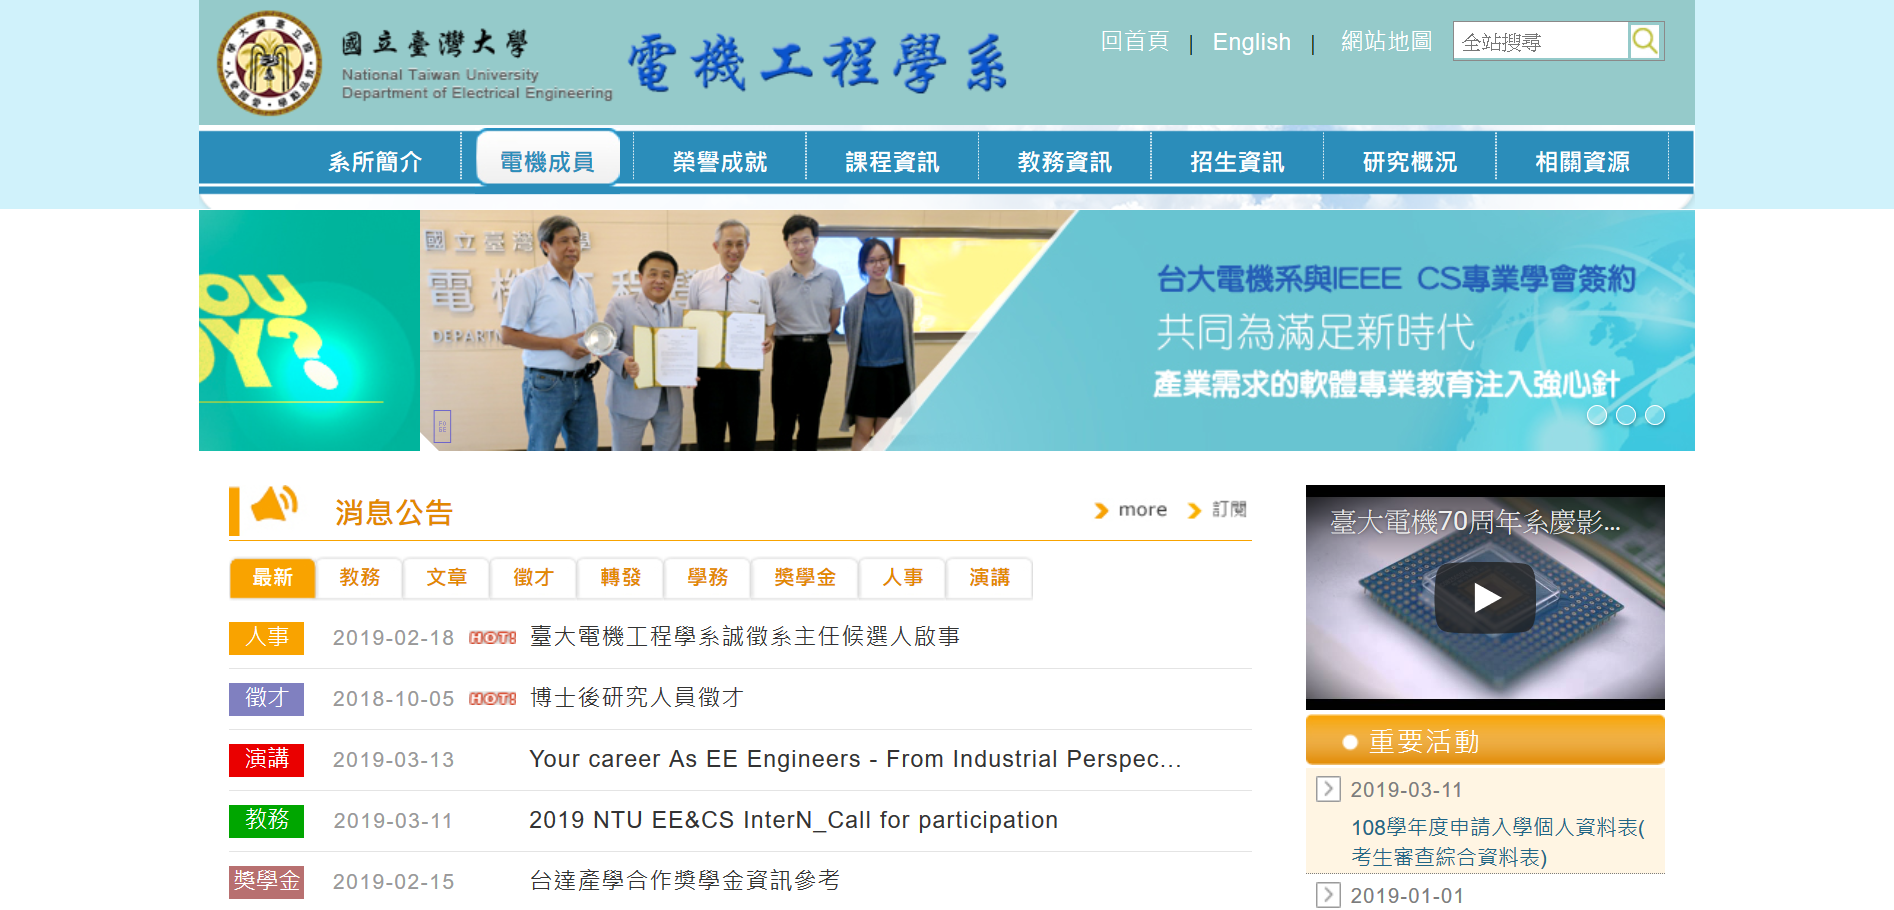 國立臺灣大學
National Taiwan University
Department of Electrical Engineering
電機工程學系
回首頁 | English | 網站地圖
全站搜尋
系所簡介 電機成員 榮譽成就 課程資訊 教務資訊 招生資訊 研究概況 相關資源
OU
OY?
國立臺灣 學
電機工程學
DEPARTN
台大電機系與IEEE CS專業學會簽約
共同為滿足新時代
產業需求的軟體專業教育注入強心針
消息公告
more 訂閱
最新 教務 文章 徵才 轉發 學務 獎學金 人事 演講
人事 2019-02-18 HOT! 臺大電機工程學系誠徵系主任候選人啟事
徵才 2018-10-05 HOT! 博士後研究人員徵才
演講 2019-03-13 Your career As EE Engineers - From Industrial Perspec...
教務 2019-03-11 2019 NTU EE&CS InterN_Call for participation
獎學金 2019-02-15 台達產學合作獎學金資訊參考
臺大電機70周年系慶影...
重要活動
2019-03-11
108學年度申請入學個人資料表(
考生審查綜合資料表)
2019-01-01